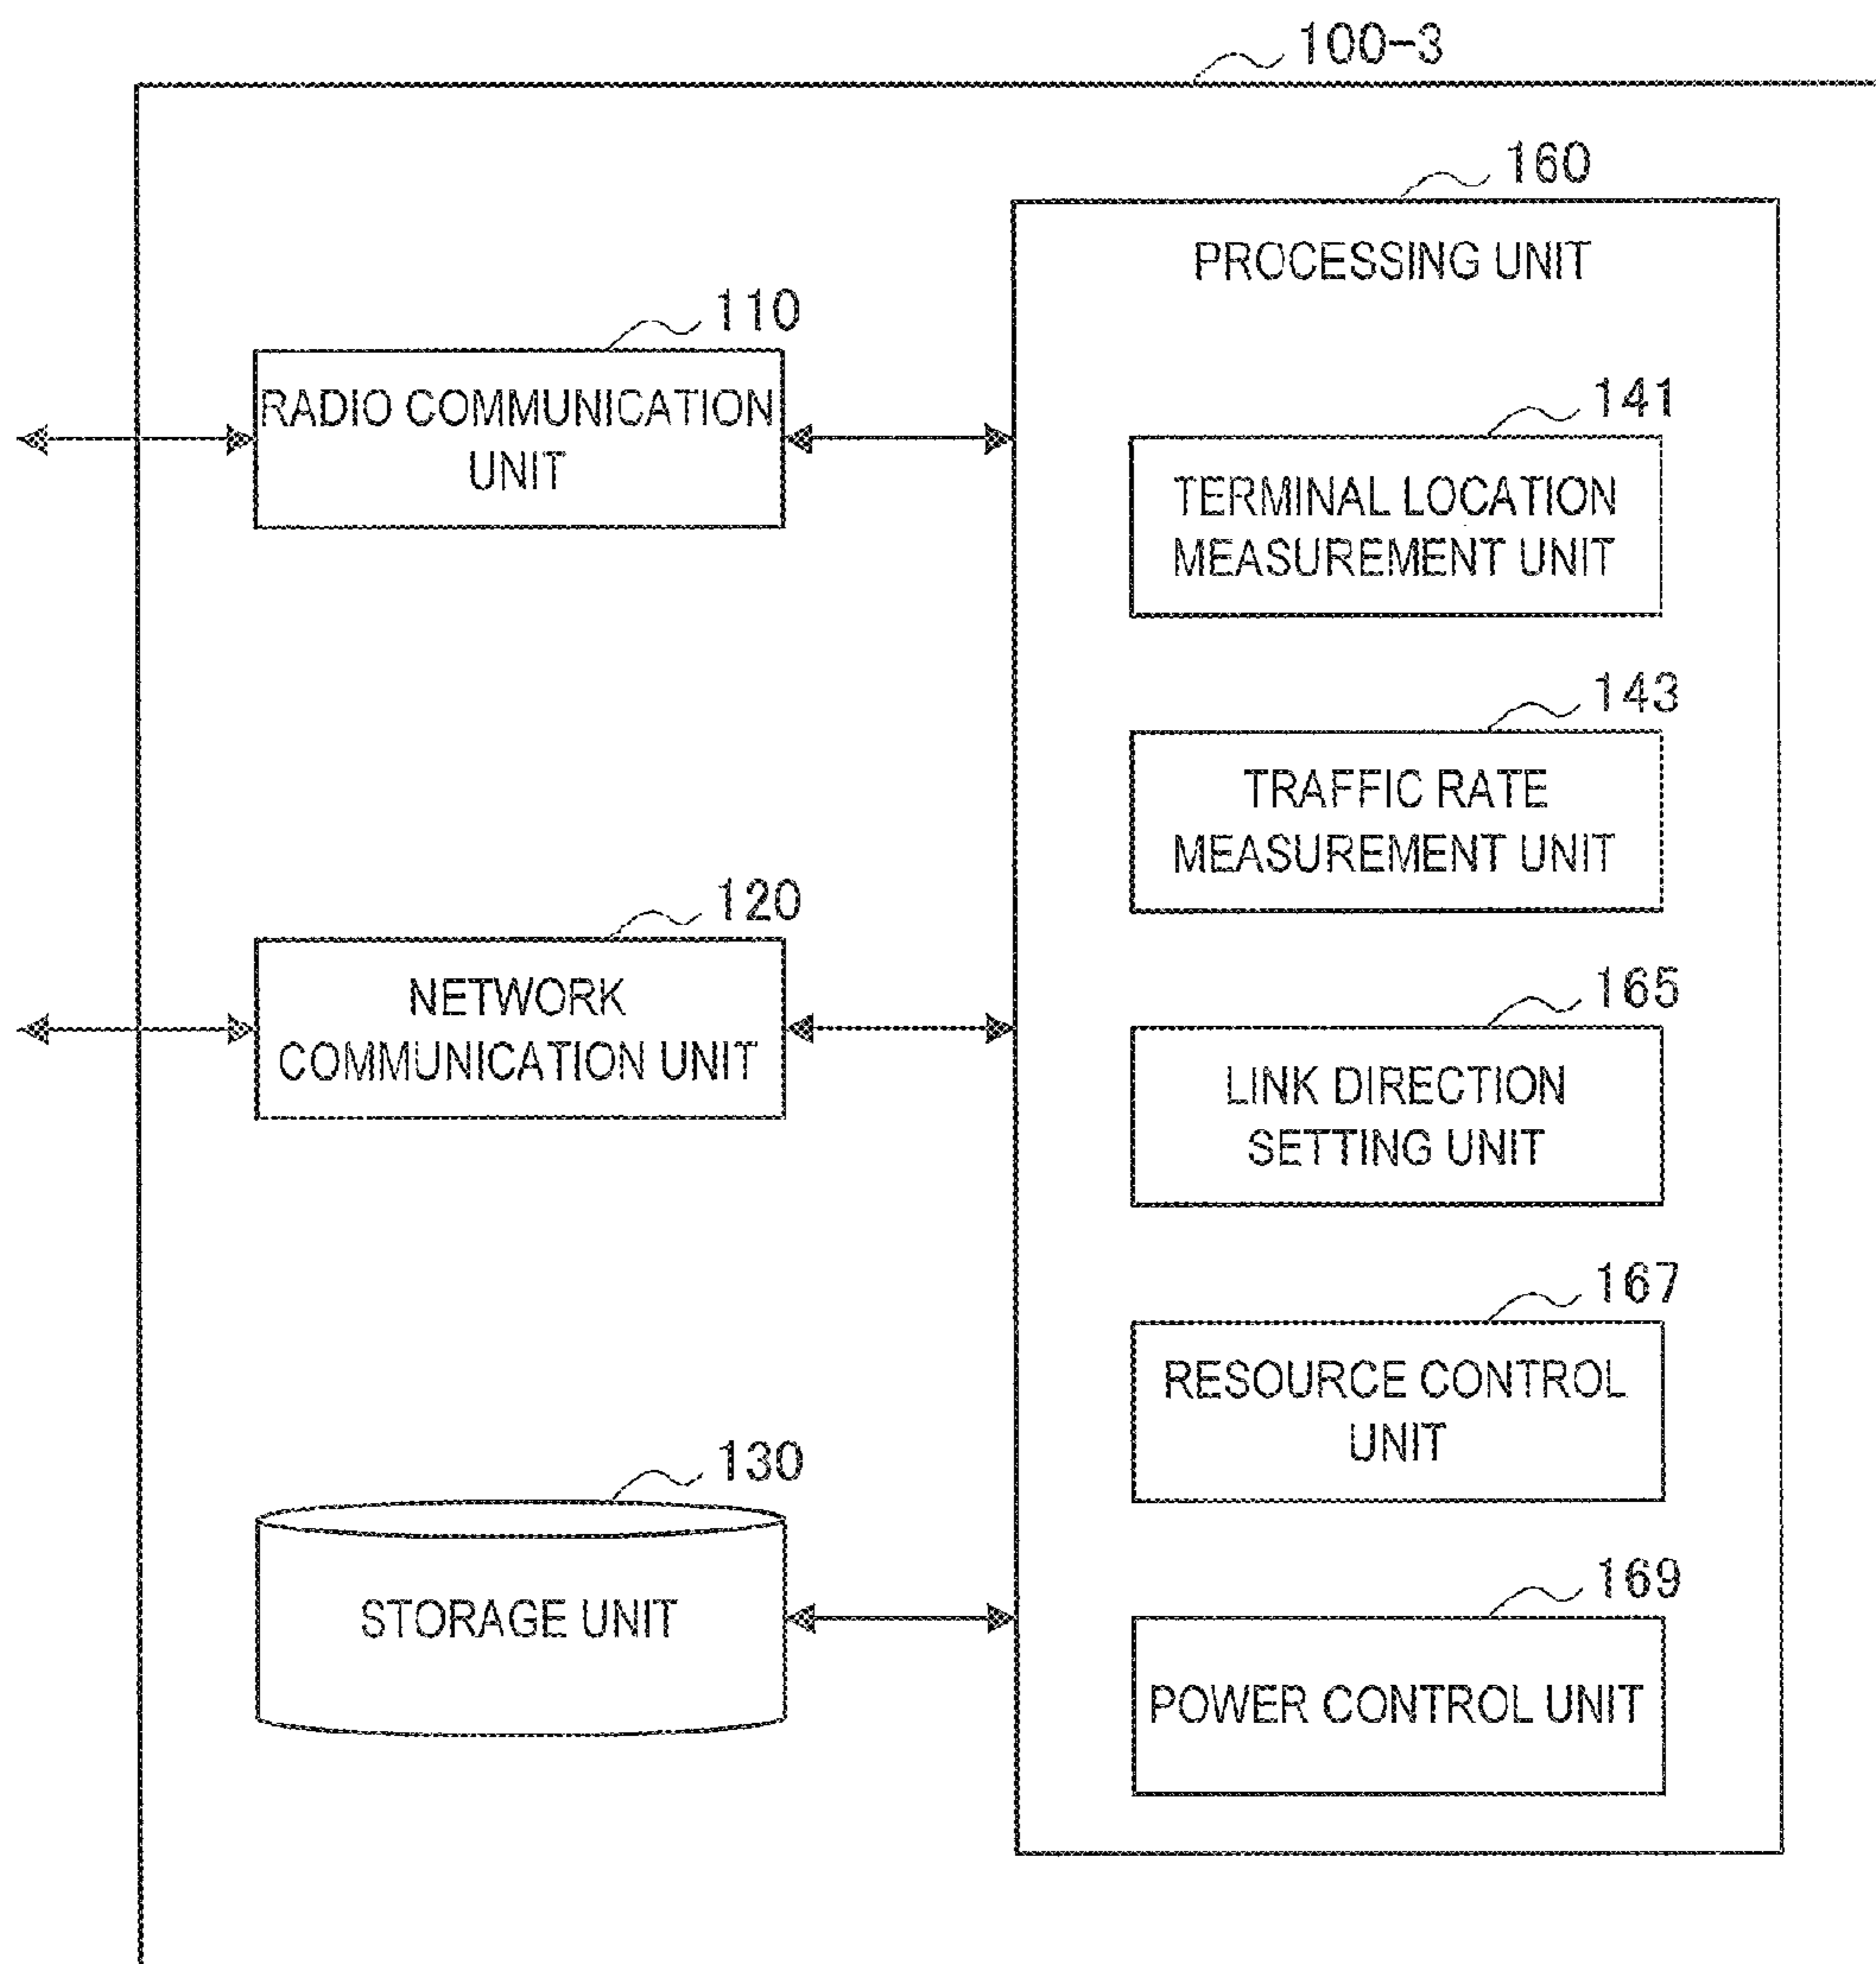 100-3
160
PROCESSING UNIT
110
RADIO COMMUNICATION
UNIT
141
TERMINAL LOCATION
MEASUREMENT UNIT
143
TRAFFIC RATE
MEASUREMENT UNIT
120
NETWORK
COMMUNICATION UNIT
165
LINK DIRECTION
SETTING UNIT
167
RESOURCE CONTROL
UNIT
130
STORAGE UNIT
169
POWER CONTROL UNIT